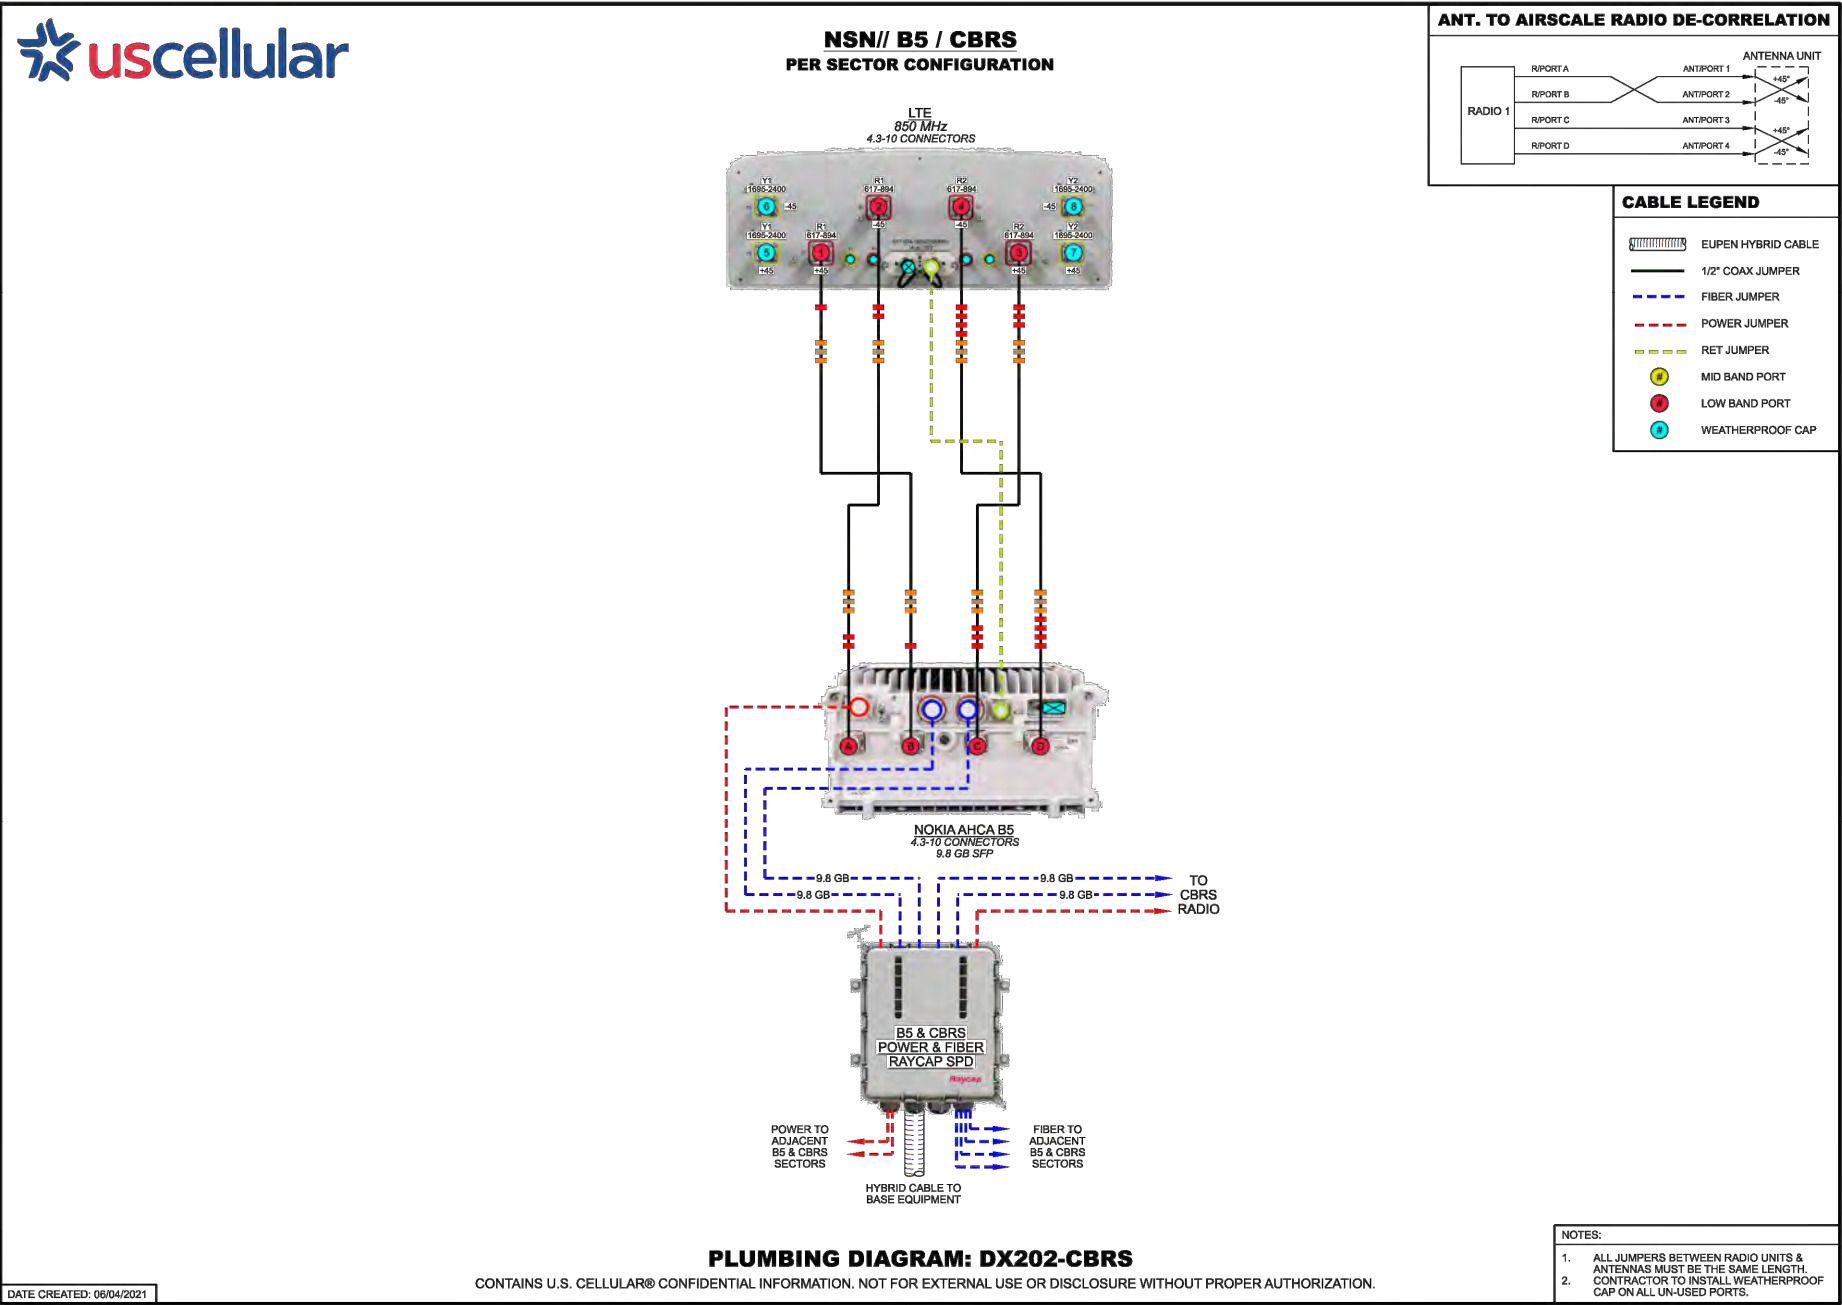 uscellular
NSN// B5 / CBRS
PER SECTOR CONFIGURATION
ANT. TO AIRSCALE RADIO DE-CORRELATION
ANTENNA UNIT
RADIO 1
R/PORT A ANT/PORT 1 +45°
R/PORT B ANT/PORT 2 -45°
R/PORT C ANT/PORT 3 +45°
R/PORT D ANT/PORT 4 -45°
CABLE LEGEND
EUPEN HYBRID CABLE
1/2" COAX JUMPER
FIBER JUMPER
POWER JUMPER
RET JUMPER
# MID BAND PORT
# LOW BAND PORT
# WEATHERPROOF CAP
LTE
850 MHz
4.3-10 CONNECTORS
Y1 R1 R2 Y2
1695-2400 617-894 617-894 1695-2400
6 -45 2 4 -45 8
-45 -45
Y1 R1 R2 Y2
1695-2400 617-894 617-894 1695-2400
5 1 3 7
+45 +45 +45 +45
A B C D
NOKIA AHCA B5
4.3-10 CONNECTORS
9.8 GB SFP
9.8 GB 9.8 GB
9.8 GB 9.8 GB
TO
CBRS
RADIO
B5 & CBRS
POWER & FIBER
RAYCAP SPD
Raycap
POWER TO
ADJACENT
B5 & CBRS
SECTORS
FIBER TO
ADJACENT
B5 & CBRS
SECTORS
HYBRID CABLE TO
BASE EQUIPMENT
PLUMBING DIAGRAM: DX202-CBRS
CONTAINS U.S. CELLULAR® CONFIDENTIAL INFORMATION. NOT FOR EXTERNAL USE OR DISCLOSURE WITHOUT PROPER AUTHORIZATION.
DATE CREATED: 06/04/2021
NOTES:
1. ALL JUMPERS BETWEEN RADIO UNITS &
ANTENNAS MUST BE THE SAME LENGTH.
2. CONTRACTOR TO INSTALL WEATHERPROOF
CAP ON ALL UN-USED PORTS.